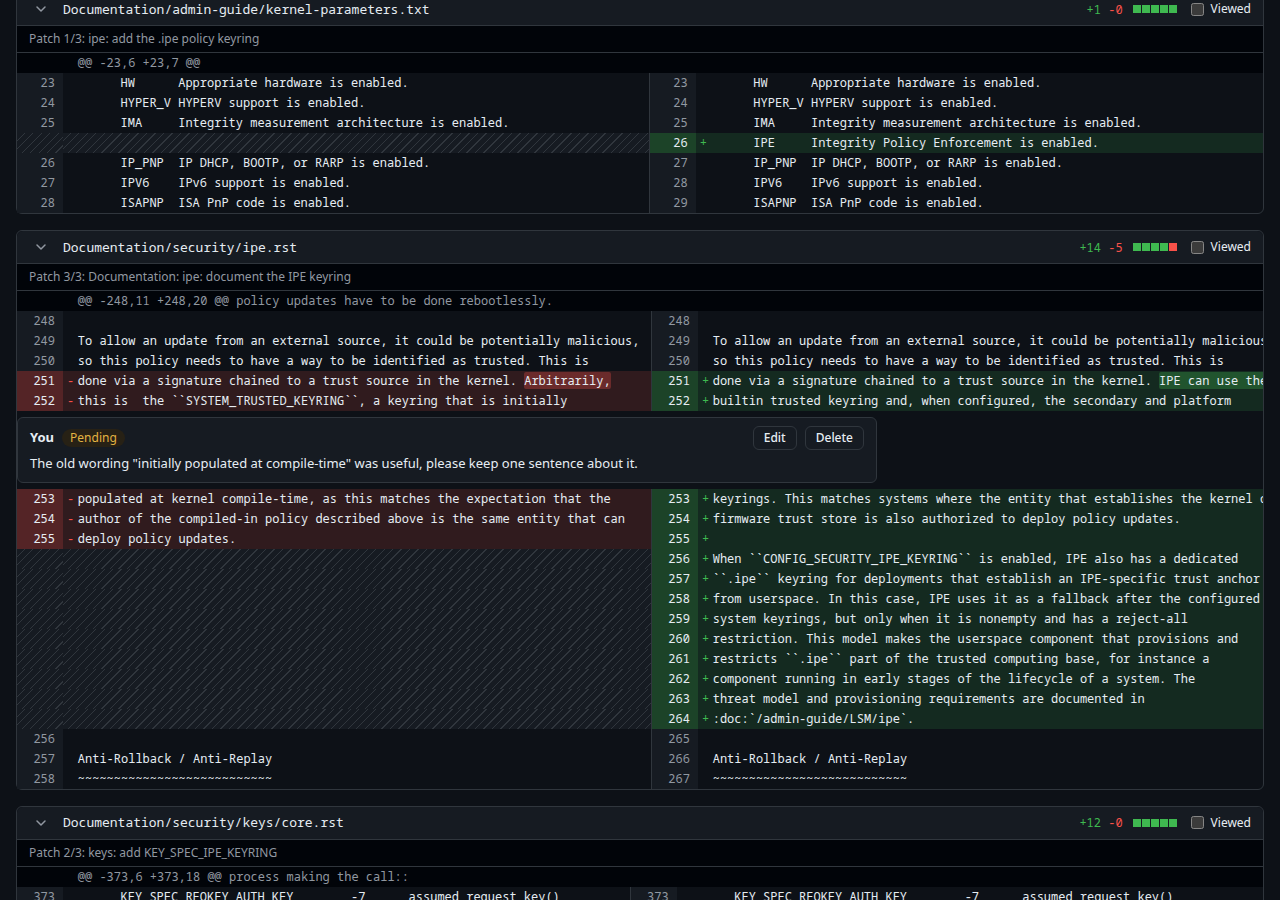 Documentation/admin-guide/kernel-parameters.txt +1 -0 Viewed
Patch 1/3: ipe: add the .ipe policy keyring
@@ -23,6 +23,7 @@
23 HW Appropriate hardware is enabled. 23 HW Appropriate hardware is enabled.
24 HYPER_V HYPERV support is enabled. 24 HYPER_V HYPERV support is enabled.
25 IMA Integrity measurement architecture is enabled. 25 IMA Integrity measurement architecture is enabled.
26 + IPE Integrity Policy Enforcement is enabled.
26 IP_PNP IP DHCP, BOOTP, or RARP is enabled. 27 IP_PNP IP DHCP, BOOTP, or RARP is enabled.
27 IPV6 IPv6 support is enabled. 28 IPV6 IPv6 support is enabled.
28 ISAPNP ISA PnP code is enabled. 29 ISAPNP ISA PnP code is enabled.
Documentation/security/ipe.rst +14 -5 Viewed
Patch 3/3: Documentation: ipe: document the IPE keyring
@@ -248,11 +248,20 @@ policy updates have to be done rebootlessly.
248 248
249 To allow an update from an external source, it could be potentially malicious, 249 To allow an update from an external source, it could be potentially malicious
250 so this policy needs to have a way to be identified as trusted. This is 250 so this policy needs to have a way to be identified as trusted. This is
251 - done via a signature chained to a trust source in the kernel. Arbitrarily, 251 + done via a signature chained to a trust source in the kernel. IPE can use the
252 - this is  the ``SYSTEM_TRUSTED_KEYRING``, a keyring that is initially 252 + builtin trusted keyring and, when configured, the secondary and platform
You Pending Edit Delete
The old wording "initially populated at compile-time" was useful, please keep one sentence about it.
253 - populated at kernel compile-time, as this matches the expectation that the 253 + keyrings. This matches systems where the entity that establishes the kernel
254 - author of the compiled-in policy described above is the same entity that can 254 + firmware trust store is also authorized to deploy policy updates.
255 - deploy policy updates. 255 +
256 + When ``CONFIG_SECURITY_IPE_KEYRING`` is enabled, IPE also has a dedicated
257 + ``.ipe`` keyring for deployments that establish an IPE-specific trust anchor
258 + from userspace. In this case, IPE uses it as a fallback after the configured
259 + system keyrings, but only when it is nonempty and has a reject-all
260 + restriction. This model makes the userspace component that provisions and
261 + restricts ``.ipe`` part of the trusted computing base, for instance a
262 + component running in early stages of the lifecycle of a system. The
263 + threat model and provisioning requirements are documented in
264 + :doc:`/admin-guide/LSM/ipe`.
256 265
257 Anti-Rollback / Anti-Replay 266 Anti-Rollback / Anti-Replay
258 ~~~~~~~~~~~~~~~~~~~~~~~~~~~ 267 ~~~~~~~~~~~~~~~~~~~~~~~~~~~
Documentation/security/keys/core.rst +12 -0 Viewed
Patch 2/3: keys: add KEY_SPEC_IPE_KEYRING
@@ -373,6 +373,18 @@ process making the call::
373 KEY_SPEC_REQKEY_AUTH_KEY -7 assumed request_key() 373 KEY_SPEC_REQKEY_AUTH_KEY -7 assumed request_key()